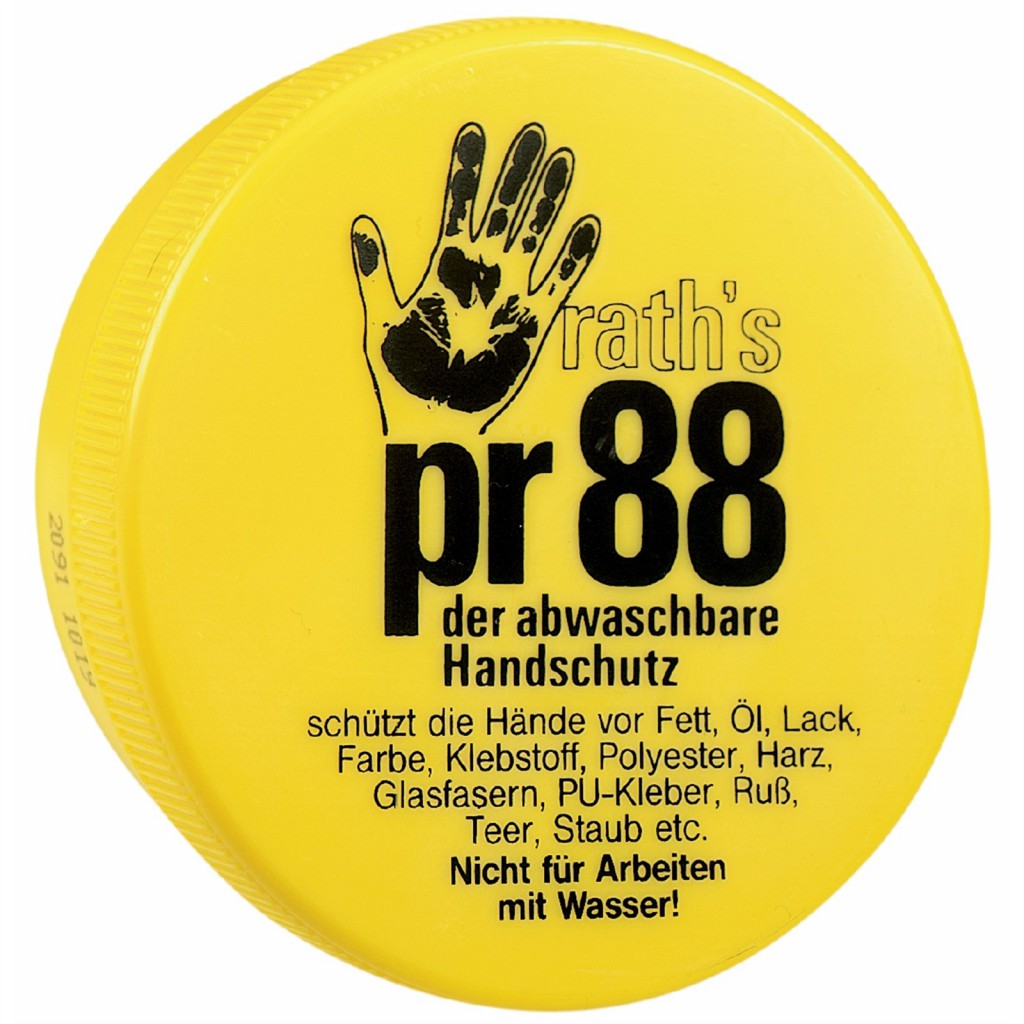 rath's
pr 88
der abwaschbare
Handschutz
schützt die Hände vor Fett, Öl, Lack,
Farbe, Klebstoff, Polyester, Harz,
Glasfasern, PU-Kleber, Ruß,
Teer, Staub etc.
Nicht für Arbeiten
mit Wasser!
2091